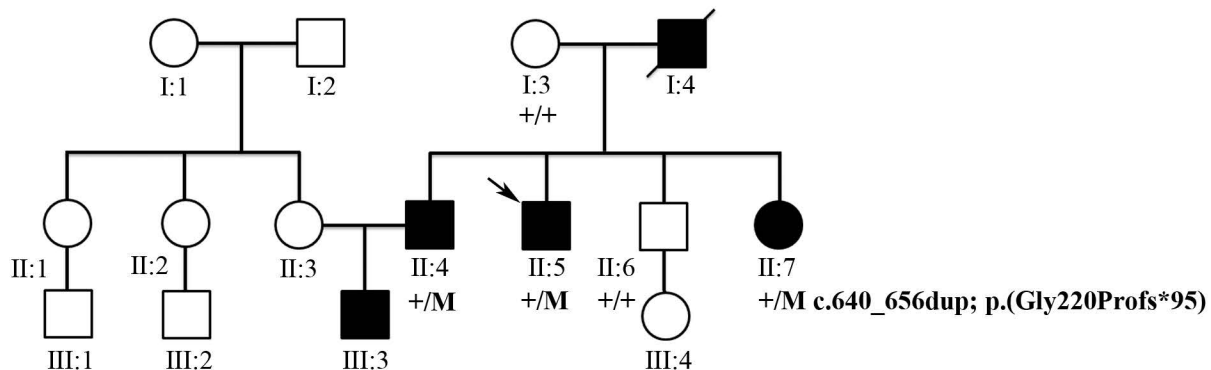 I:1 I:2 I:3 I:4
+/+
II:1 II:2 II:3 II:4 II:5 II:6 II:7
+/M +/M +/+ +/M c.640_656dup; p.(Gly220Profs*95)
III:1 III:2 III:3 III:4